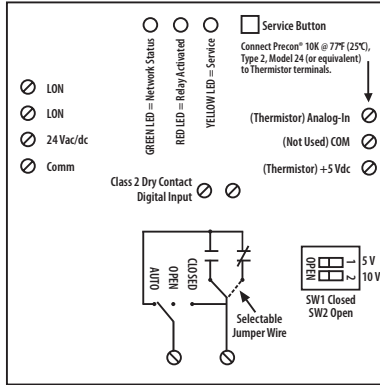 GREEN LED = Network Status
RED LED = Relay Activated
YELLOW LED = Service
Service Button
Connect Precon® 10K @ 77°F (25°C),
Type 2, Model 24 (or equivalent)
to Thermistor terminals.
LON
LON
24 Vac/dc
Comm
(Thermistor) Analog-In
(Not Used) COM
(Thermistor) +5 Vdc
Class 2 Dry Contact
Digital Input
AUTO
OPEN
CLOSED
Selectable
Jumper Wire
OPEN
1
2
5 V
10 V
SW1 Closed
SW2 Open